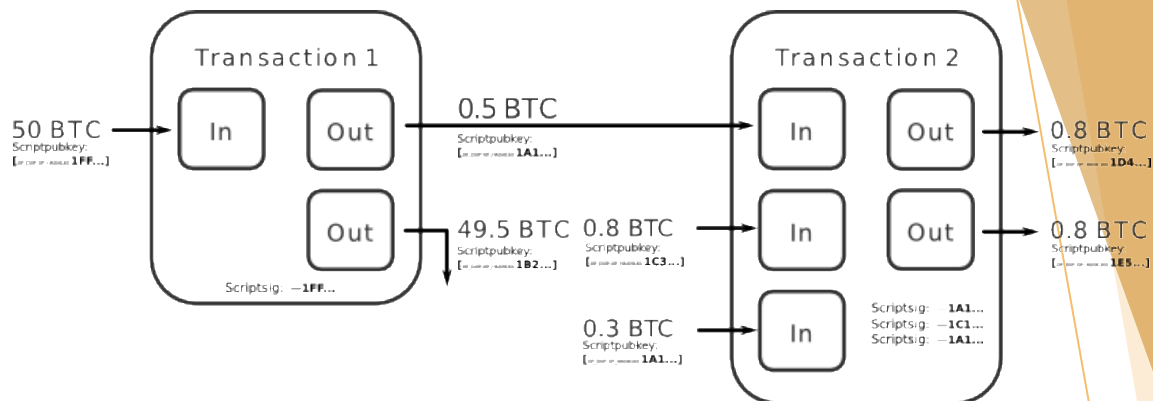 Transaction 1
In
Out
Out
50 BTC
Scriptpubkey:
1FF...]
0.5 BTC
Scriptpubkey:
1A1...]
49.5 BTC
Scriptpubkey:
1B2...]
Scriptsig: —1FF...
Transaction 2
In
Out
In
Out
In
0.8 BTC
Scriptpubkey:
1C3...]
0.3 BTC
Scriptpubkey:
1A1...]
0.8 BTC
Scriptpubkey:
1D4...]
0.8 BTC
Scriptpubkey:
1E5...]
Scriptsig: 1A1...
Scriptsig: —1C1...
Scriptsig: —1A1...